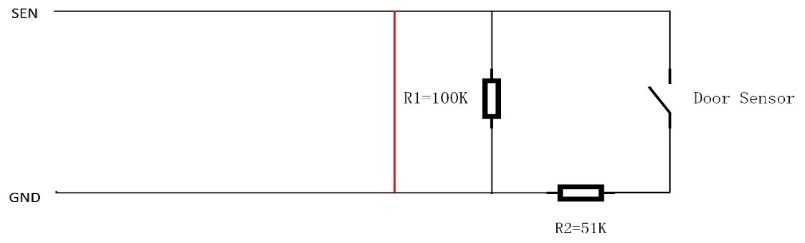 SEN
R1=100K
Door Sensor
GND
R2=51K